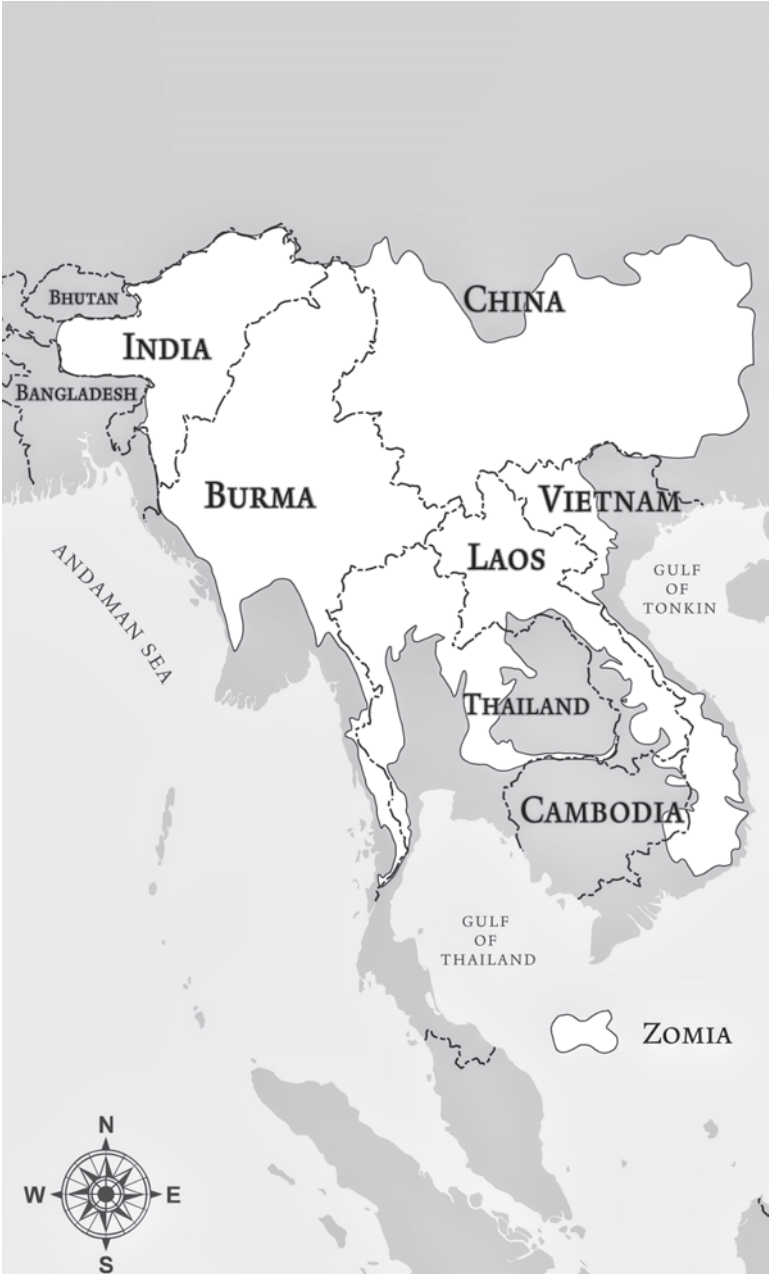 CHINA
BHUTAN
INDIA
BANGLADESH
BURMA
VIETNAM
LAOS
ANDAMAN SEA
GULF
OF
TONKIN
THAILAND
CAMBODIA
GULF
OF
THAILAND
ZOMIA
N
W E
S